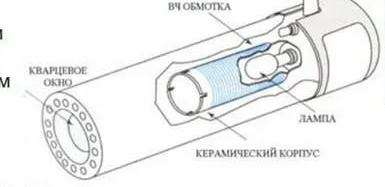 ВЧ ОБМОТКА
КВАРЦЕВОЕ
ОКНО
м
ЛАМПА
КЕРАМИЧЕСКИЙ КОРПУС